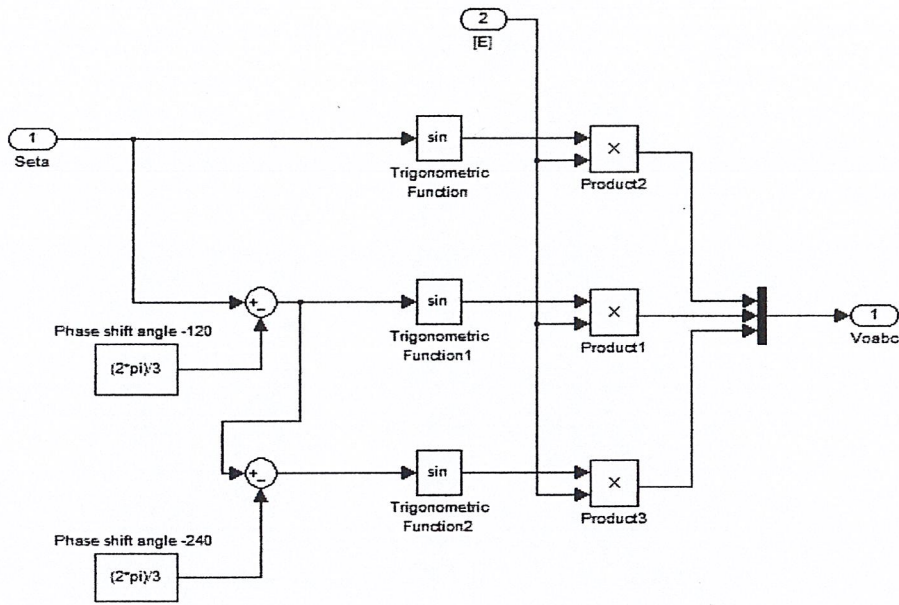 2
[E]
1
Seta
sin
Trigonometric
Function
×
Product2
+
−
Phase shift angle -120
(2*pi)/3
sin
Trigonometric
Function1
×
Product1
1
Voabc
+
−
Phase shift angle -240
(2*pi)/3
sin
Trigonometric
Function2
×
Product3